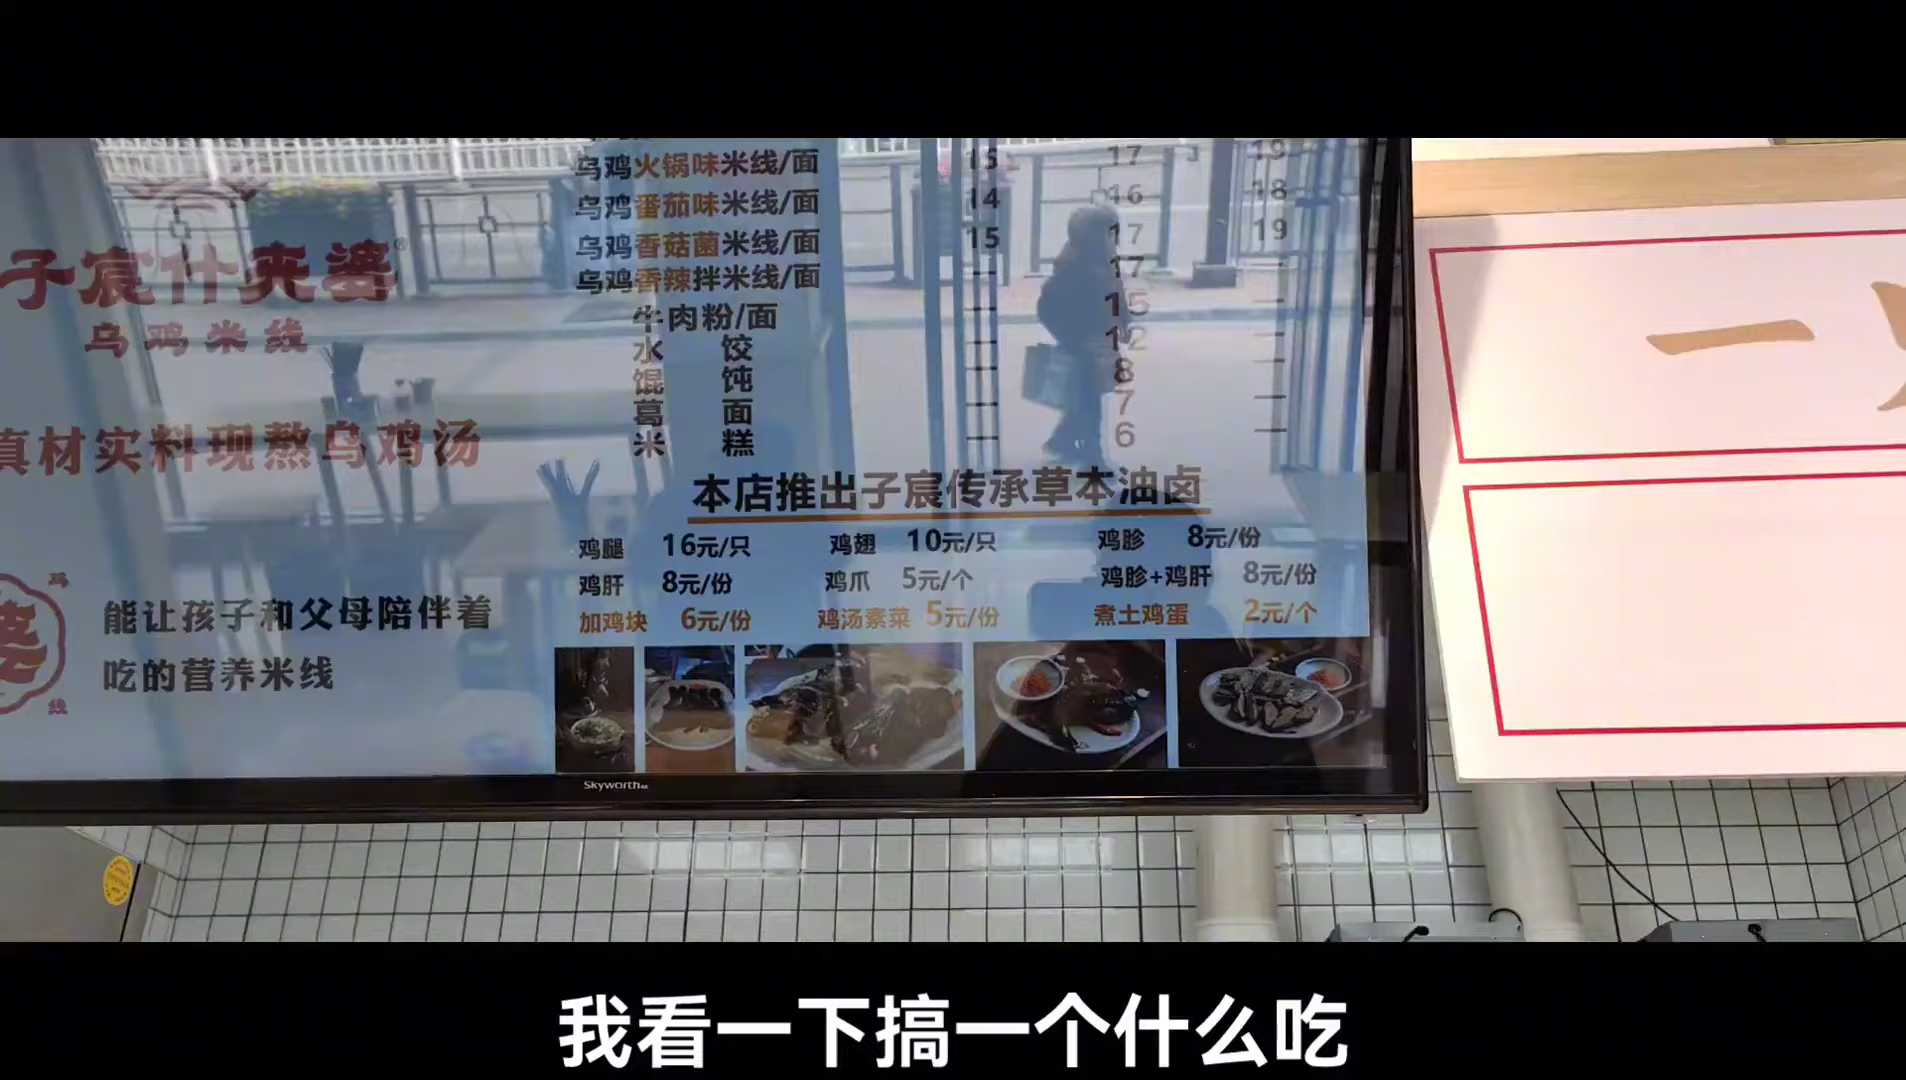 乌鸡火锅味米线/面 15 17 19
乌鸡番茄味米线/面 14 16 18
乌鸡香菇菌米线/面 15 17 19
乌鸡香辣拌米线/面 — 17 —
牛肉粉/面 — 15 —
水饺 — 12 —
馄饨 — 8 —
葛面 — 7 —
米糕 — 6 —
子宸什夹婆®
乌鸡米线
真材实料现熬乌鸡汤
能让孩子和父母陪伴着
吃的营养米线
本店推出子宸传承草本油卤
鸡腿 16元/只 鸡翅 10元/只 鸡胗 8元/份
鸡肝 8元/份 鸡爪 5元/个 鸡胗+鸡肝 8元/份
加鸡块 6元/份 鸡汤素菜 5元/份 煮土鸡蛋 2元/个
Skyworth
一
我看一下搞一个什么吃